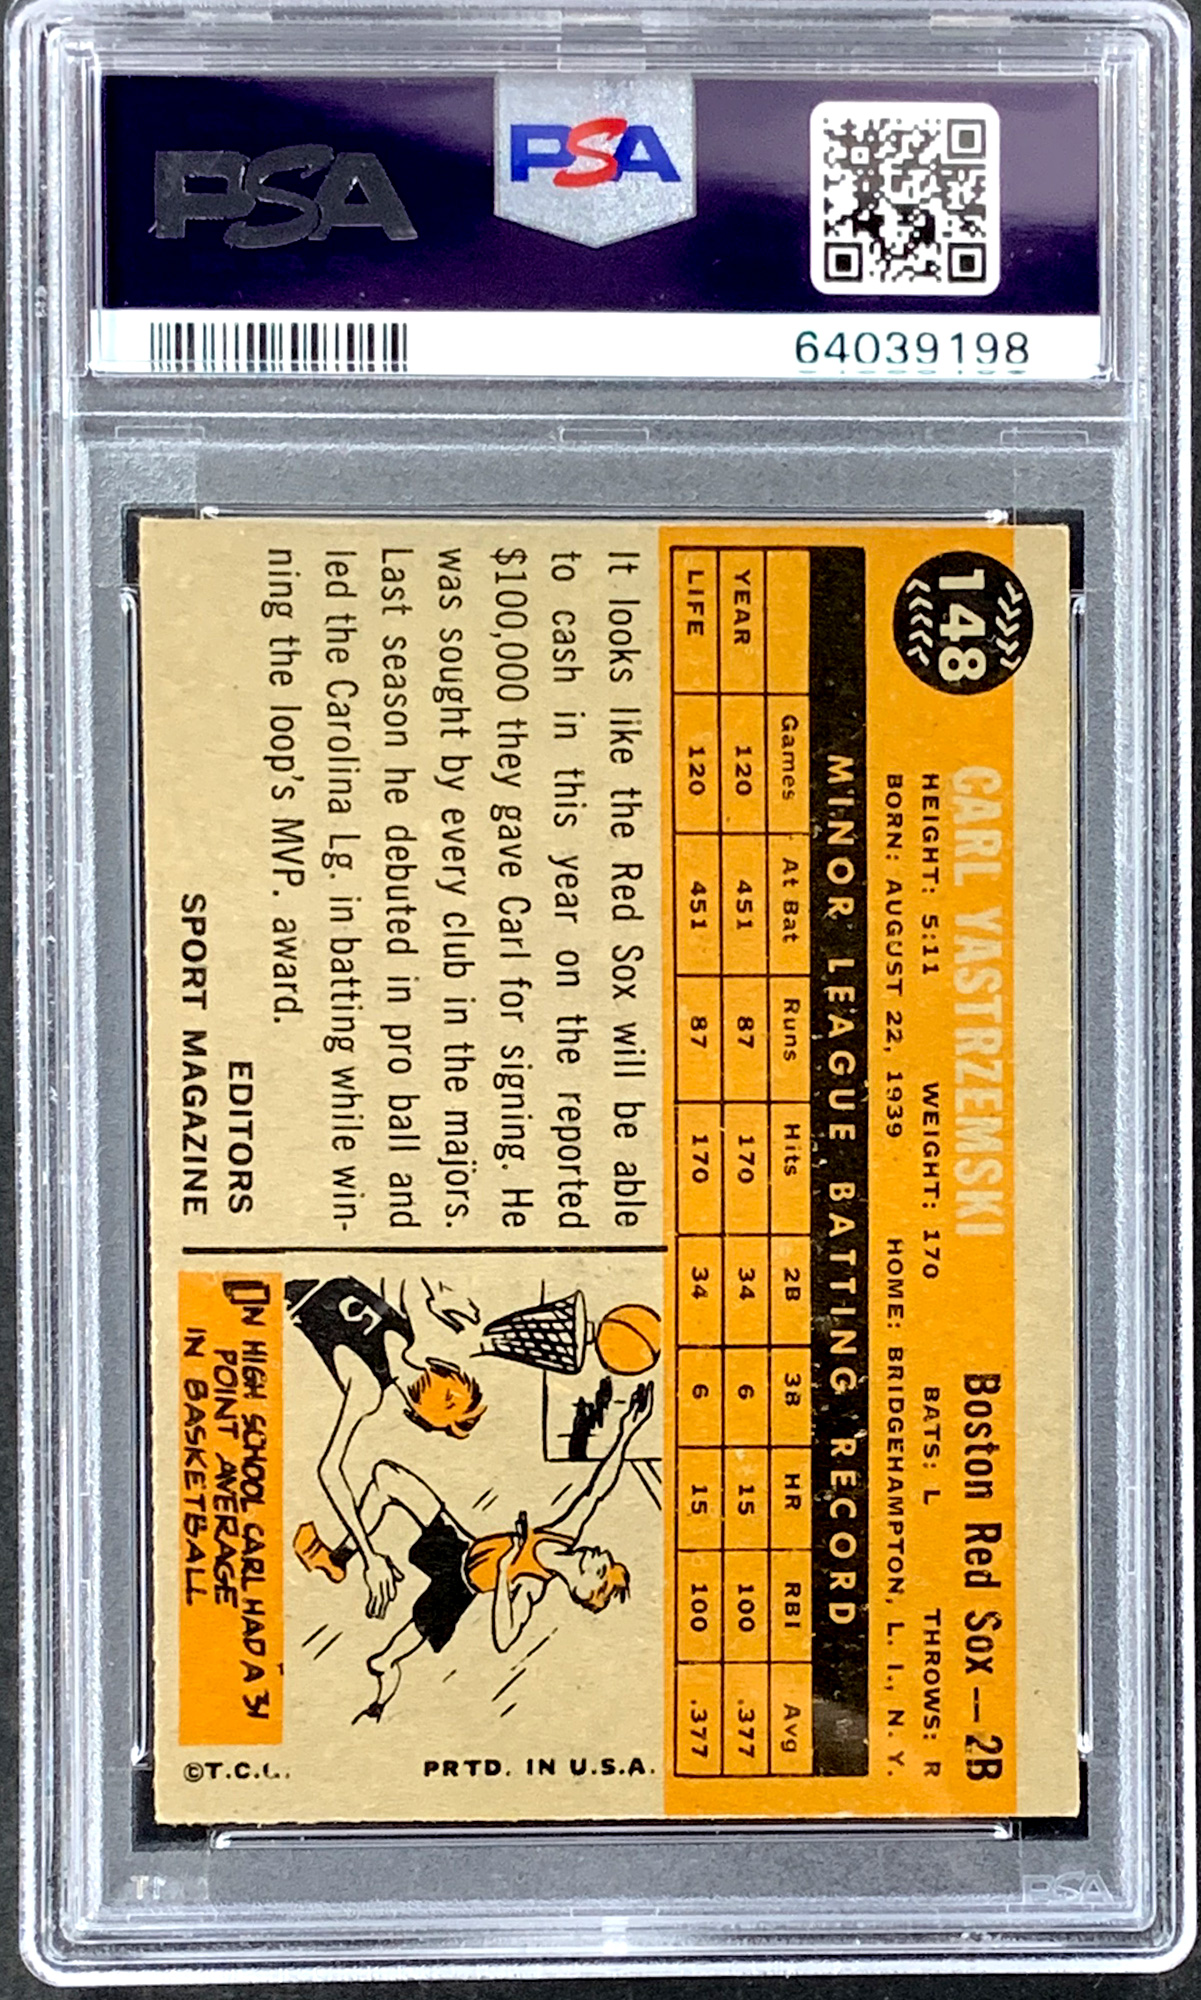 PSA
PSA
64039198
148
CARL YASTRZEMSKI Boston Red Sox — 2B
HEIGHT: 5:11 WEIGHT: 170 BATS: L THROWS: R
BORN: AUGUST 22, 1939 HOME: BRIDGEHAMPTON, L. I., N. Y.
MINOR LEAGUE BATTING RECORD
Games At Bat Runs Hits 2B 3B HR RBI Avg
YEAR 120 451 87 170 34 6 15 100 .377
LIFE 120 451 87 170 34 6 15 100 .377
It looks like the Red Sox will be able
to cash in this year on the reported
$100,000 they gave Carl for signing. He
was sought by every club in the majors.
Last season he debuted in pro ball and
led the Carolina Lg. in batting while win-
ning the loop's MVP. award.
EDITORS
SPORT MAGAZINE
5
IN HIGH SCHOOL CARL HAD A 31
POINT AVERAGE
IN BASKETBALL
PRTD. IN U.S.A.
©T.C.G.
PSA